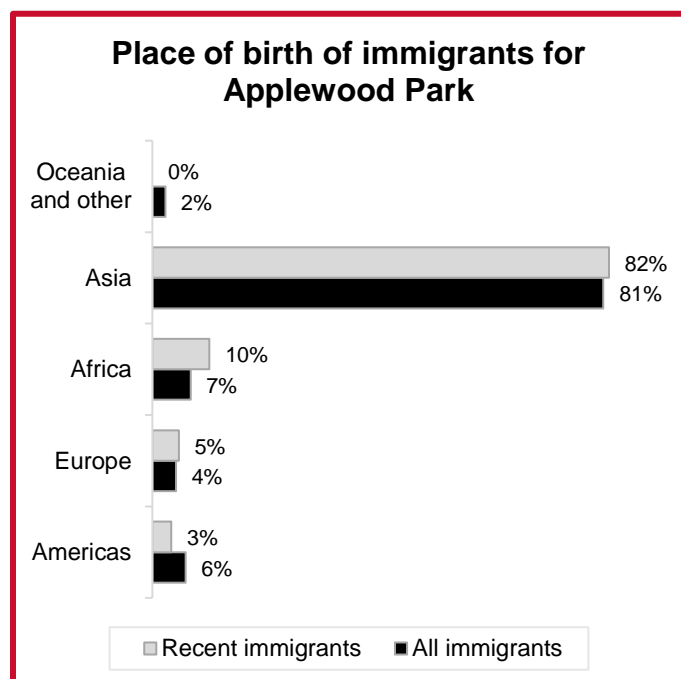 Place of birth of immigrants for
Applewood Park
Oceania
and other
0%
2%
Asia
82%
81%
Africa
10%
7%
Europe
5%
4%
Americas
3%
6%
Recent immigrants
All immigrants